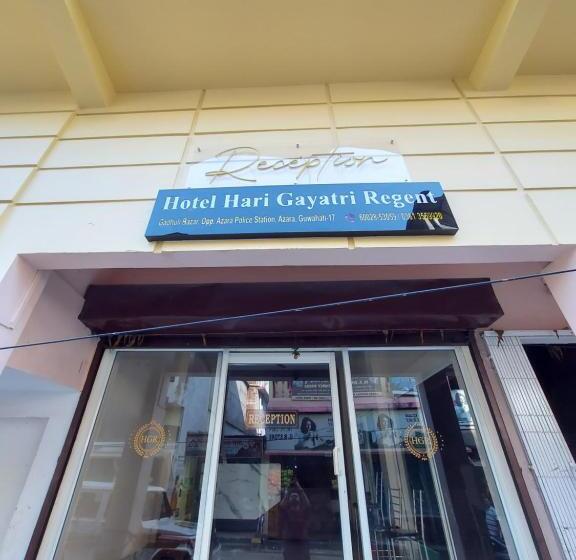 Reception
Hotel Hari Gayatri Regent
Gadhuli Bazar, Opp. Azara Police Station, Azara, Guwahati-17
RECEPTION
HGR
HGR